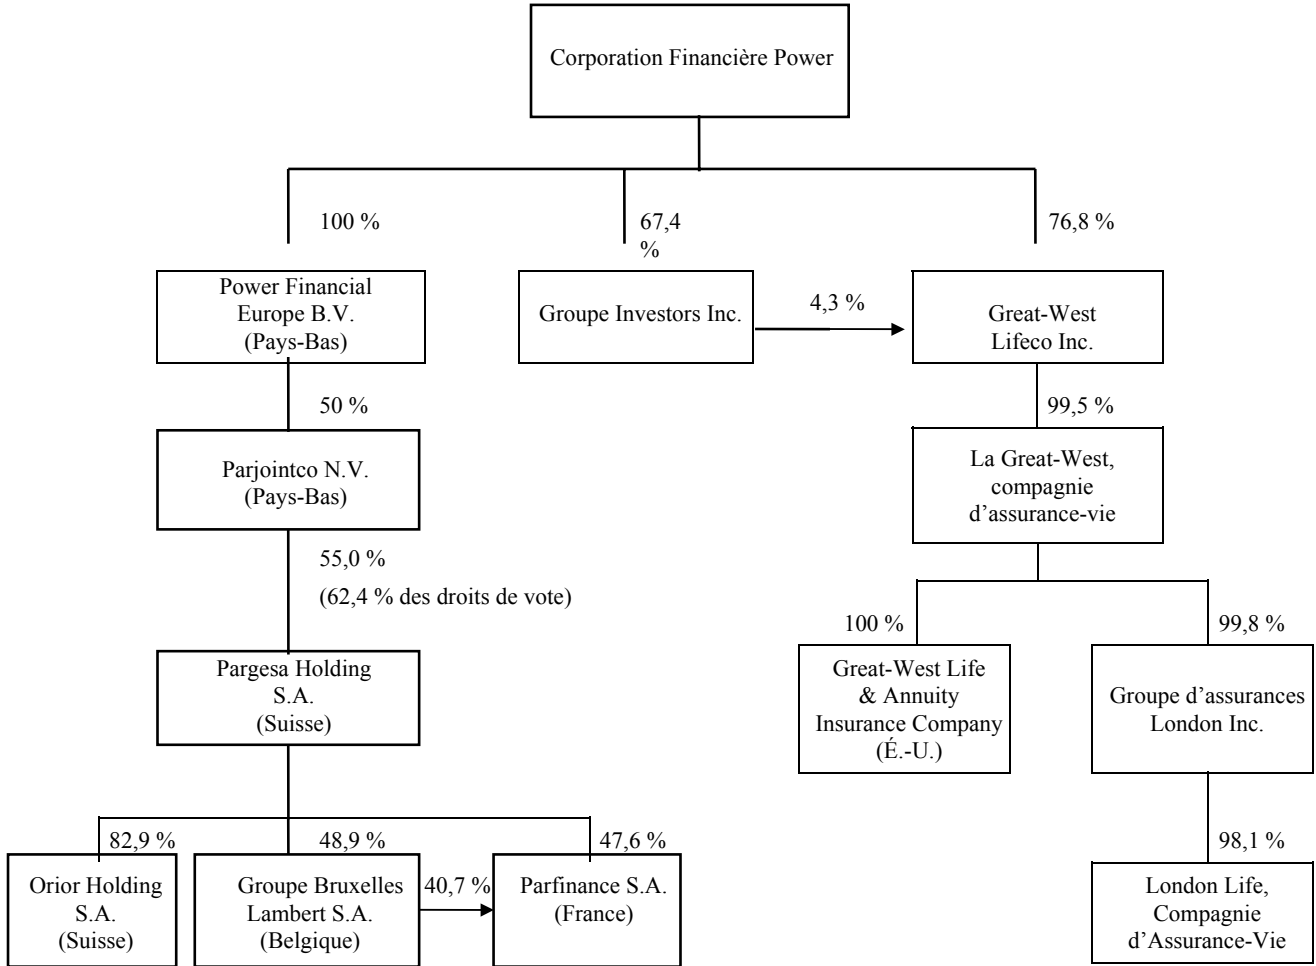 Corporation Financière Power
100 %
67,4
%
76,8 %
Power Financial
Europe B.V.
(Pays-Bas)
Groupe Investors Inc.
4,3 %
Great-West
Lifeco Inc.
50 %
99,5 %
Parjointco N.V.
(Pays-Bas)
La Great-West,
compagnie
d’assurance-vie
55,0 %
(62,4 % des droits de vote)
100 %
99,8 %
Pargesa Holding
S.A.
(Suisse)
Great-West Life
& Annuity
Insurance Company
(É.-U.)
Groupe d’assurances
London Inc.
82,9 %
48,9 %
47,6 %
98,1 %
Orior Holding
S.A.
(Suisse)
Groupe Bruxelles
Lambert S.A.
(Belgique)
40,7 %
Parfinance S.A.
(France)
London Life,
Compagnie
d’Assurance-Vie